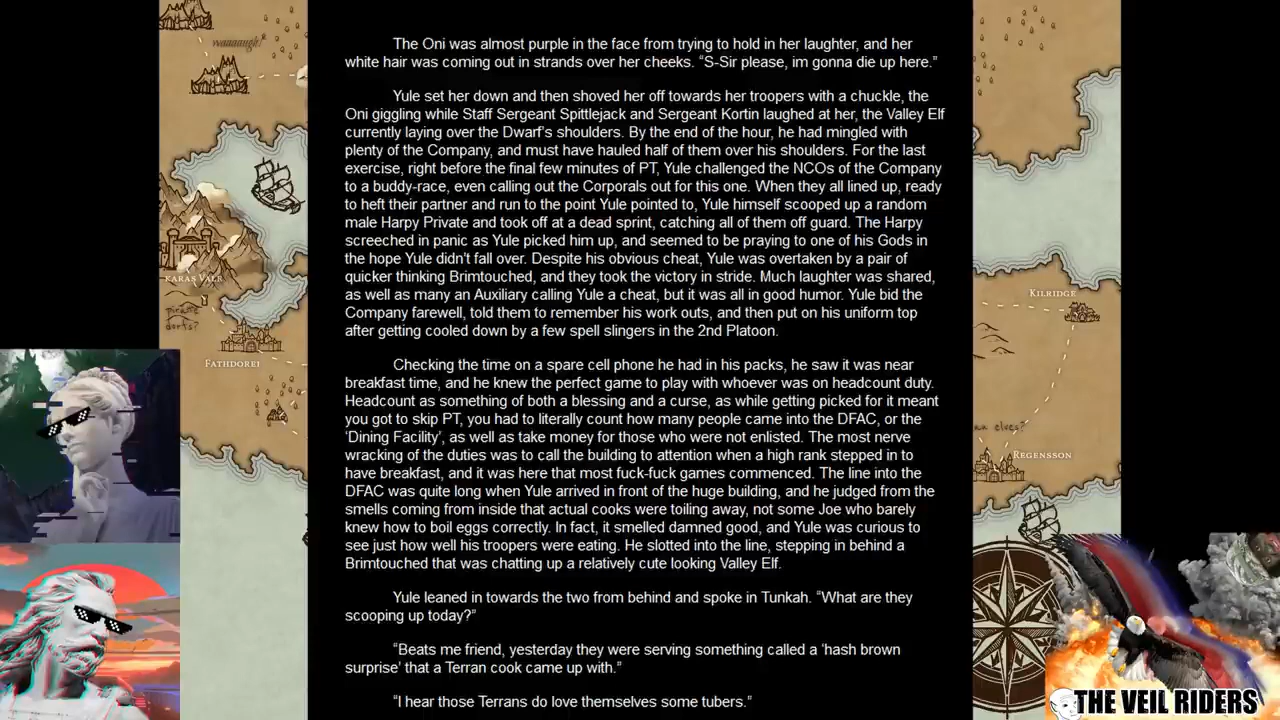 waaaaugh!
The Oni was almost purple in the face from trying to hold in her laughter, and her
white hair was coming out in strands over her cheeks. “S-Sir please, im gonna die up here.”
Yule set her down and then shoved her off towards her troopers with a chuckle, the
Oni giggling while Staff Sergeant Spittlejack and Sergeant Kortin laughed at her, the Valley Elf
currently laying over the Dwarf’s shoulders. By the end of the hour, he had mingled with
plenty of the Company, and must have hauled half of them over his shoulders. For the last
exercise, right before the final few minutes of PT, Yule challenged the NCOs of the Company
to a buddy-race, even calling out the Corporals out for this one. When they all lined up, ready
to heft their partner and run to the point Yule pointed to, Yule himself scooped up a random
male Harpy Private and took off at a dead sprint, catching all of them off guard. The Harpy
screeched in panic as Yule picked him up, and seemed to be praying to one of his Gods in
the hope Yule didn’t fall over. Despite his obvious cheat, Yule was overtaken by a pair of
quicker thinking Brimtouched, and they took the victory in stride. Much laughter was shared,
as well as many an Auxiliary calling Yule a cheat, but it was all in good humor. Yule bid the
Company farewell, told them to remember his work outs, and then put on his uniform top
after getting cooled down by a few spell slingers in the 2nd Platoon.
Checking the time on a spare cell phone he had in his packs, he saw it was near
breakfast time, and he knew the perfect game to play with whoever was on headcount duty.
Headcount as something of both a blessing and a curse, as while getting picked for it meant
you got to skip PT, you had to literally count how many people came into the DFAC, or the
‘Dining Facility’, as well as take money for those who were not enlisted. The most nerve
wracking of the duties was to call the building to attention when a high rank stepped in to
have breakfast, and it was here that most fuck-fuck games commenced. The line into the
DFAC was quite long when Yule arrived in front of the huge building, and he judged from the
smells coming from inside that actual cooks were toiling away, not some Joe who barely
knew how to boil eggs correctly. In fact, it smelled damned good, and Yule was curious to
see just how well his troopers were eating. He slotted into the line, stepping in behind a
Brimtouched that was chatting up a relatively cute looking Valley Elf.
Yule leaned in towards the two from behind and spoke in Tunkah. “What are they
scooping up today?”
“Beats me friend, yesterday they were serving something called a ‘hash brown
surprise’ that a Terran cook came up with.”
“I hear those Terrans do love themselves some tubers.”
KARAS VALE
pirate
dorfs?
FATHDOREI
KILRIDGE
elves?
REGENSSON
THE VEIL RIDERS